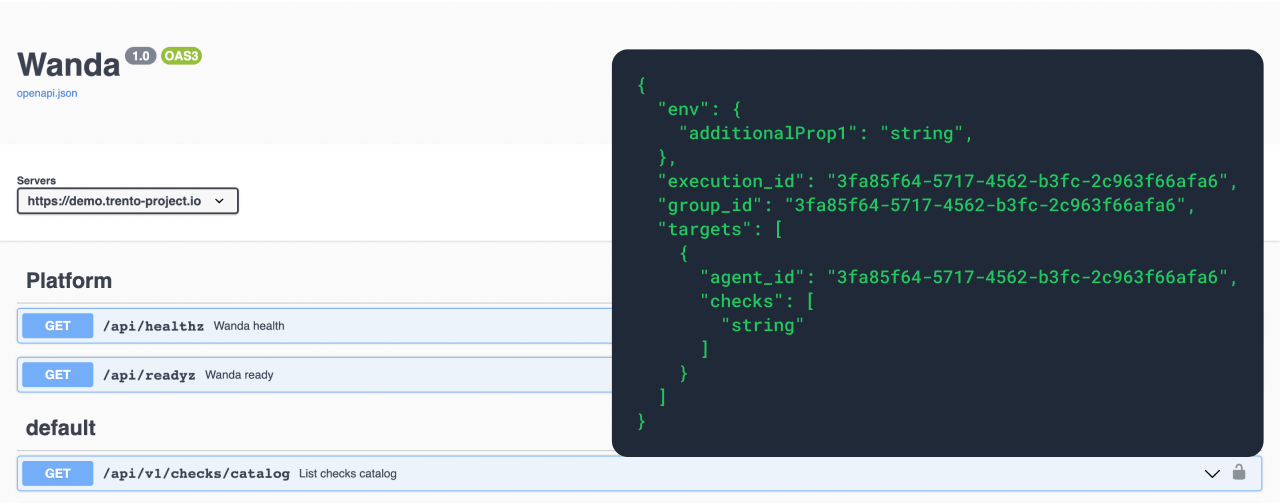 Wanda 1.0 OAS3
openapi.json
Servers
https://demo.trento-project.io
Platform
GET /api/healthz Wanda health
GET /api/readyz Wanda ready
default
GET /api/v1/checks/catalog List checks catalog
{
"env": {
"additionalProp1": "string",
},
"execution_id": "3fa85f64-5717-4562-b3fc-2c963f66afa6",
"group_id": "3fa85f64-5717-4562-b3fc-2c963f66afa6",
"targets": [
{
"agent_id": "3fa85f64-5717-4562-b3fc-2c963f66afa6",
"checks": [
"string"
]
}
]
}